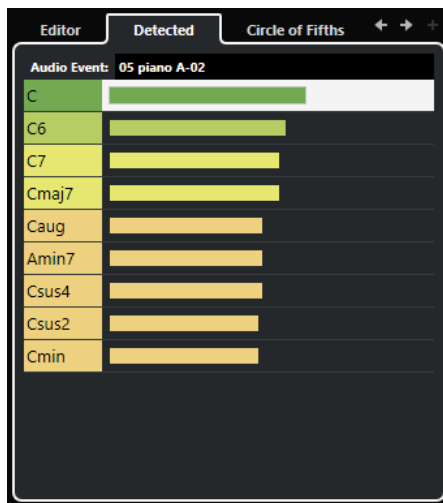 Editor Detected Circle of Fifths
Audio Event: 05 piano A-02
C
C6
C7
Cmaj7
Caug
Amin7
Csus4
Csus2
Cmin